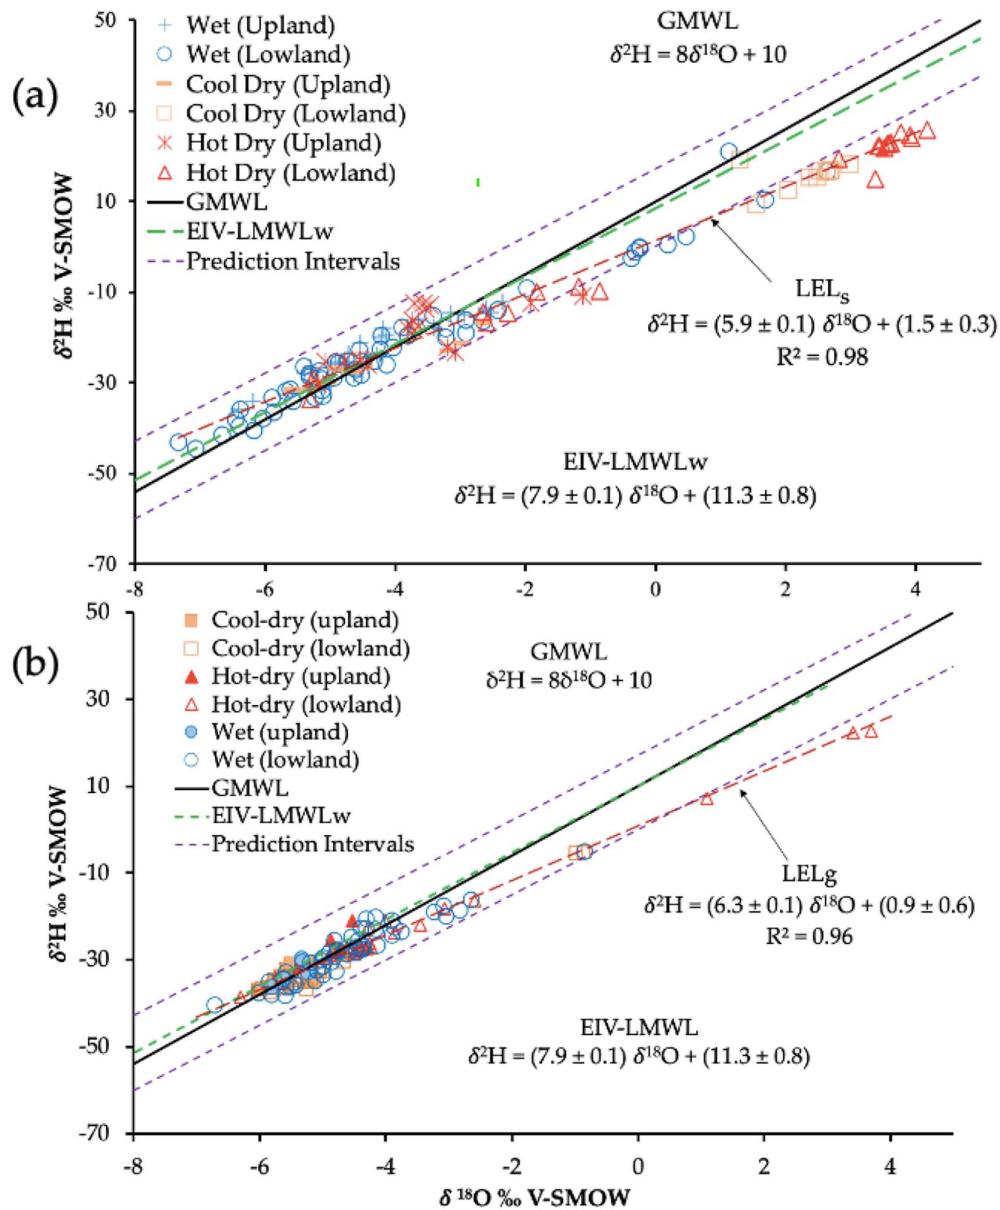 (a)
50
30
10
-10
-30
-50
-70
δ²H ‰ V-SMOW
Wet (Upland)
Wet (Lowland)
Cool Dry (Upland)
Cool Dry (Lowland)
Hot Dry (Upland)
Hot Dry (Lowland)
GMWL
EIV-LMWLw
Prediction Intervals
GMWL
δ²H = 8δ¹⁸O + 10
LELₛ
δ²H = (5.9 ± 0.1) δ¹⁸O + (1.5 ± 0.3)
R² = 0.98
EIV-LMWLw
δ²H = (7.9 ± 0.1) δ¹⁸O + (11.3 ± 0.8)
-8 -6 -4 -2 0 2 4
(b)
50
30
10
-10
-30
-50
-70
δ²H ‰ V-SMOW
Cool-dry (upland)
Cool-dry (lowland)
Hot-dry (upland)
Hot-dry (lowland)
Wet (upland)
Wet (lowland)
GMWL
EIV-LMWLw
Prediction Intervals
GMWL
δ²H = 8δ¹⁸O + 10
LELg
δ²H = (6.3 ± 0.1) δ¹⁸O + (0.9 ± 0.6)
R² = 0.96
EIV-LMWL
δ²H = (7.9 ± 0.1) δ¹⁸O + (11.3 ± 0.8)
-8 -6 -4 -2 0 2 4
δ ¹⁸O ‰ V-SMOW